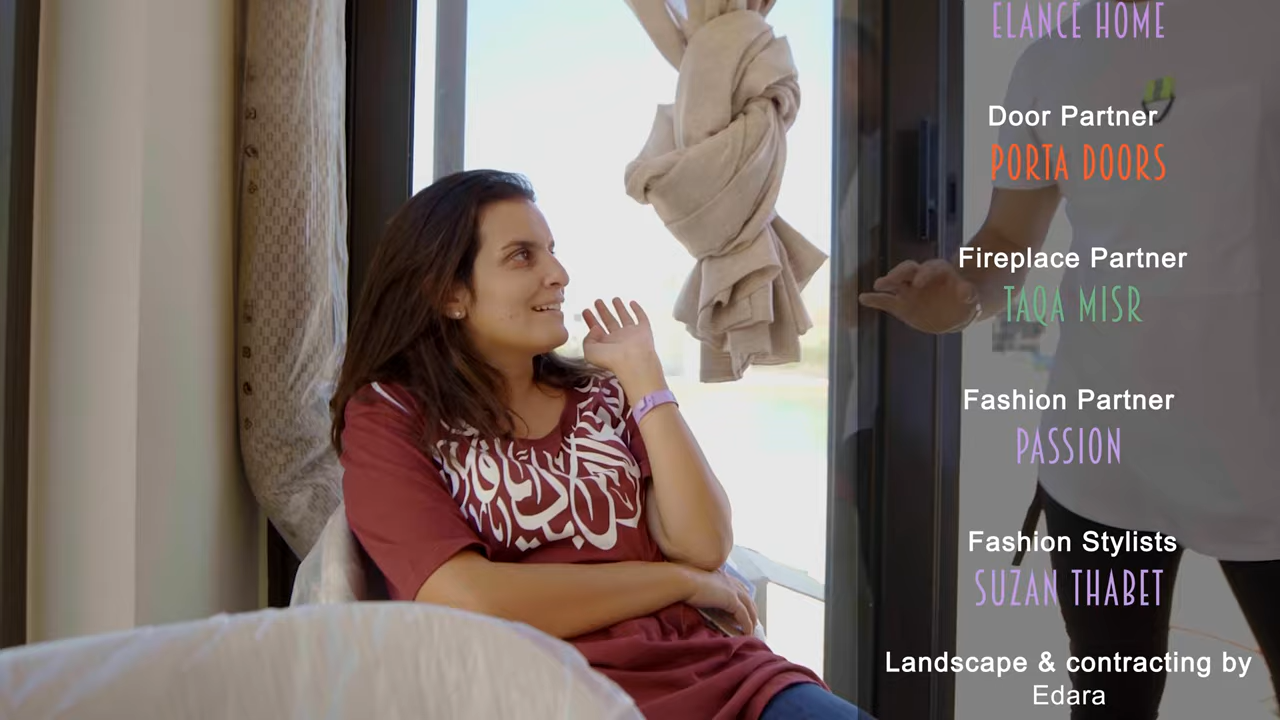 ELANCÉ HOME
Door Partner
PORTA DOORS
Fireplace Partner
TAQA MISR
Fashion Partner
PASSION
Fashion Stylists
SUZAN THABET
Landscape & contracting by
Edara